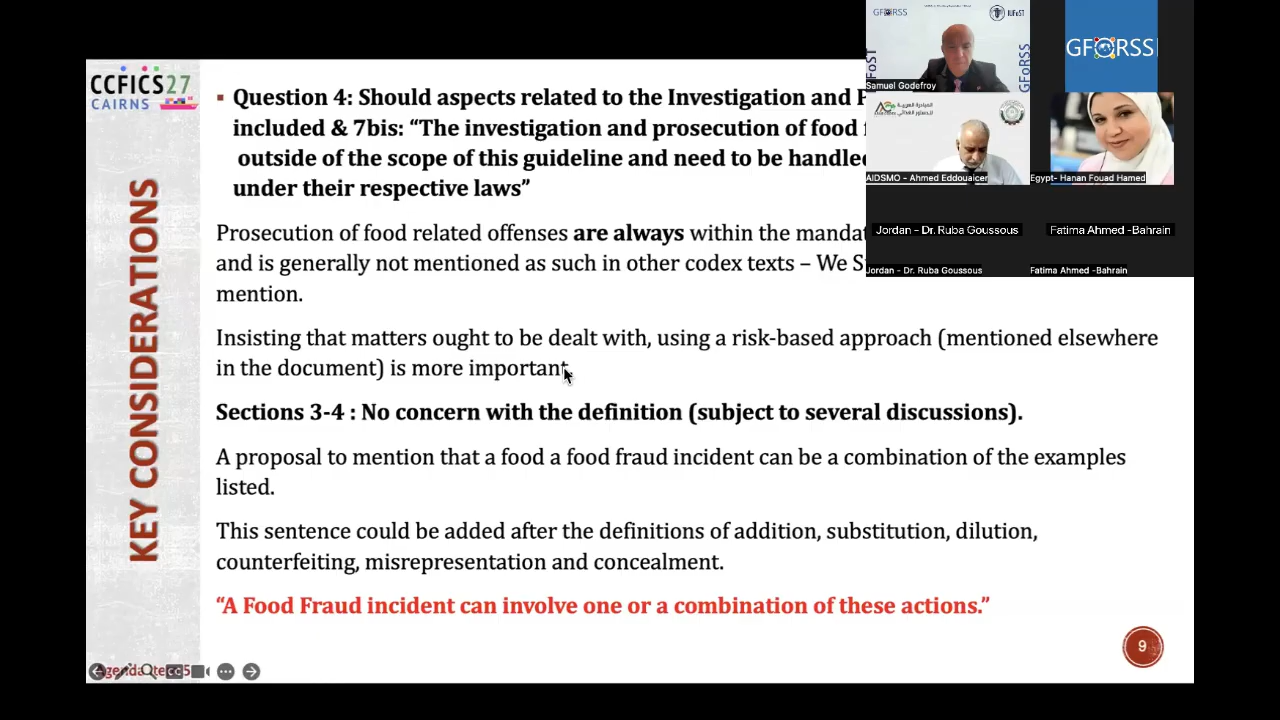 CCFICS27
CAIRNS
KEY CONSIDERATIONS
▪ Question 4: Should aspects related to the Investigation and P
included & 7bis: “The investigation and prosecution of food
outside of the scope of this guideline and need to be handle
under their respective laws”
Prosecution of food related offenses are always within the manda
and is generally not mentioned as such in other codex texts – We S
mention.
Insisting that matters ought to be dealt with, using a risk-based approach (mentioned elsewhere
in the document) is more important
Sections 3-4 : No concern with the definition (subject to several discussions).
A proposal to mention that a food a food fraud incident can be a combination of the examples
listed.
This sentence could be added after the definitions of addition, substitution, dilution,
counterfeiting, misrepresentation and concealment.
“A Food Fraud incident can involve one or a combination of these actions.”
9
GFORSS
IUFoST
GFoRSS
Samuel Godefroy
GFORSS
AIDSMO - Ahmed Eddouaicer
Egypt- Hanan Fouad Hamed
Jordan - Dr. Ruba Goussous
Fatima Ahmed -Bahrain
Jordan - Dr. Ruba Goussous
Fatima Ahmed -Bahrain